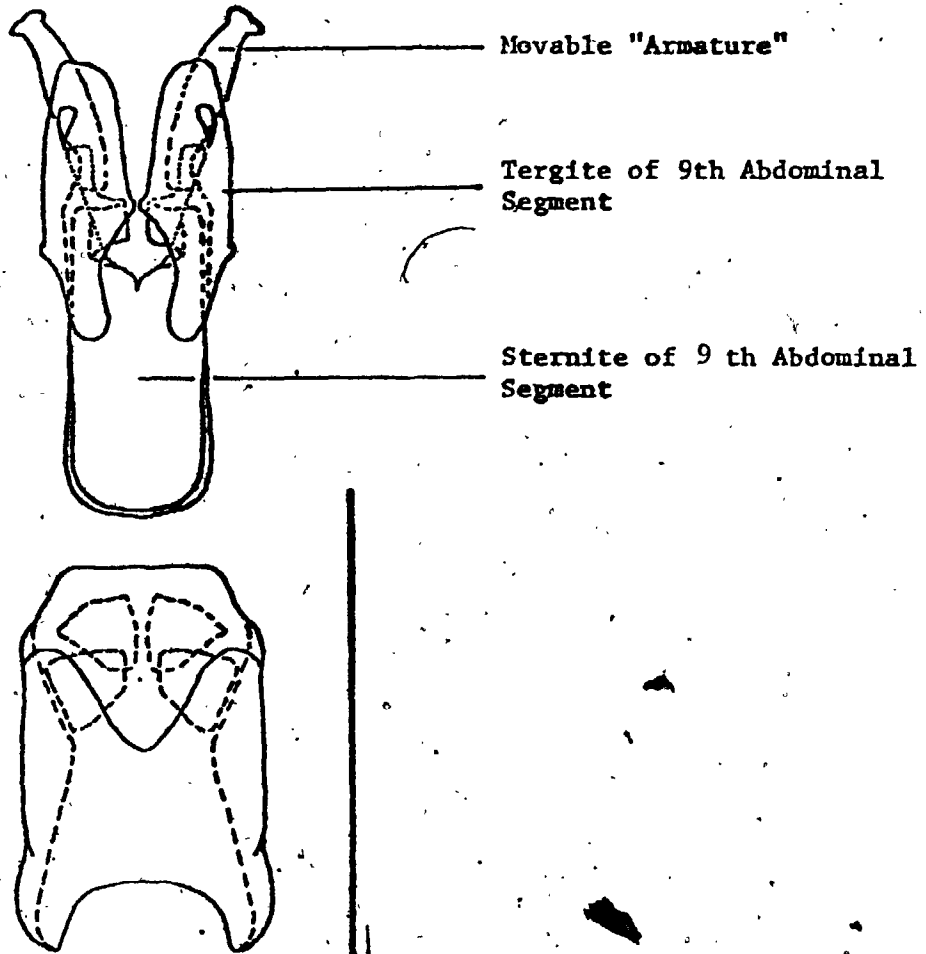 Movable "Armature"
Tergite of 9th Abdominal
Segment
Sternite of 9 th Abdominal
Segment